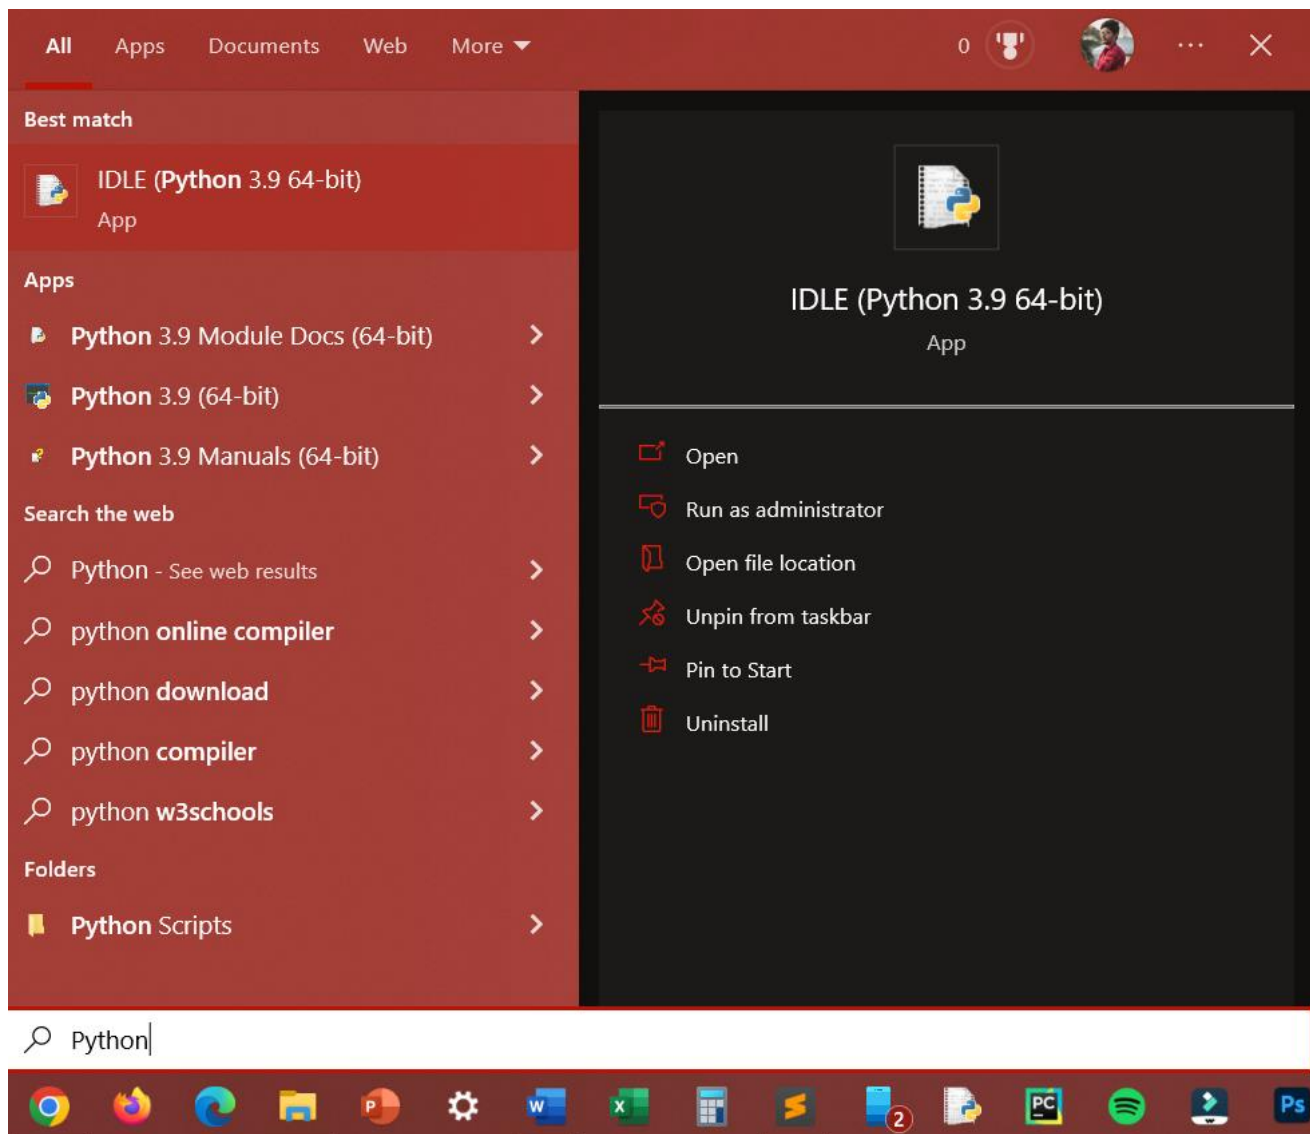 All Apps Documents Web More 0
Best match
IDLE (Python 3.9 64-bit)
App
Apps
Python 3.9 Module Docs (64-bit)
Python 3.9 (64-bit)
Python 3.9 Manuals (64-bit)
Search the web
Python - See web results
python online compiler
python download
python compiler
python w3schools
Folders
Python Scripts
IDLE (Python 3.9 64-bit)
App
Open
Run as administrator
Open file location
Unpin from taskbar
Pin to Start
Uninstall
Python
P W X 2 PC Ps